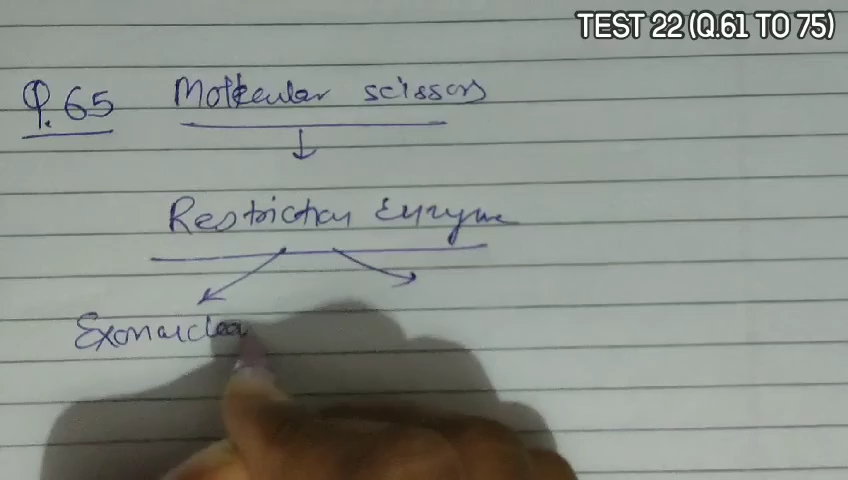 TEST 22 (Q.61 TO 75)
Q.65 Molecular scissors
Restriction Enzyme
Exonuclea